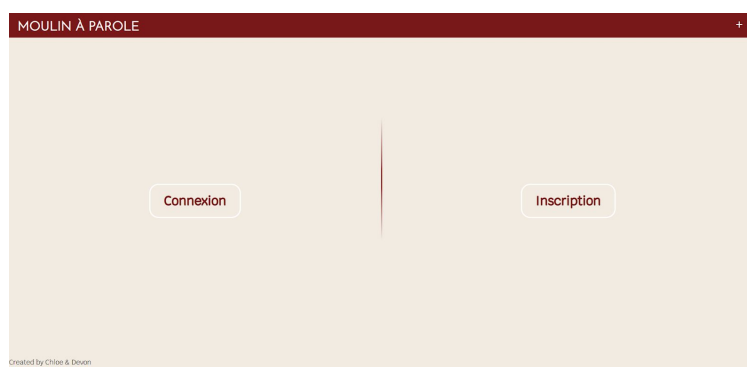 MOULIN À PAROLE
+
Connexion
Inscription
Created by Chloe & Devon